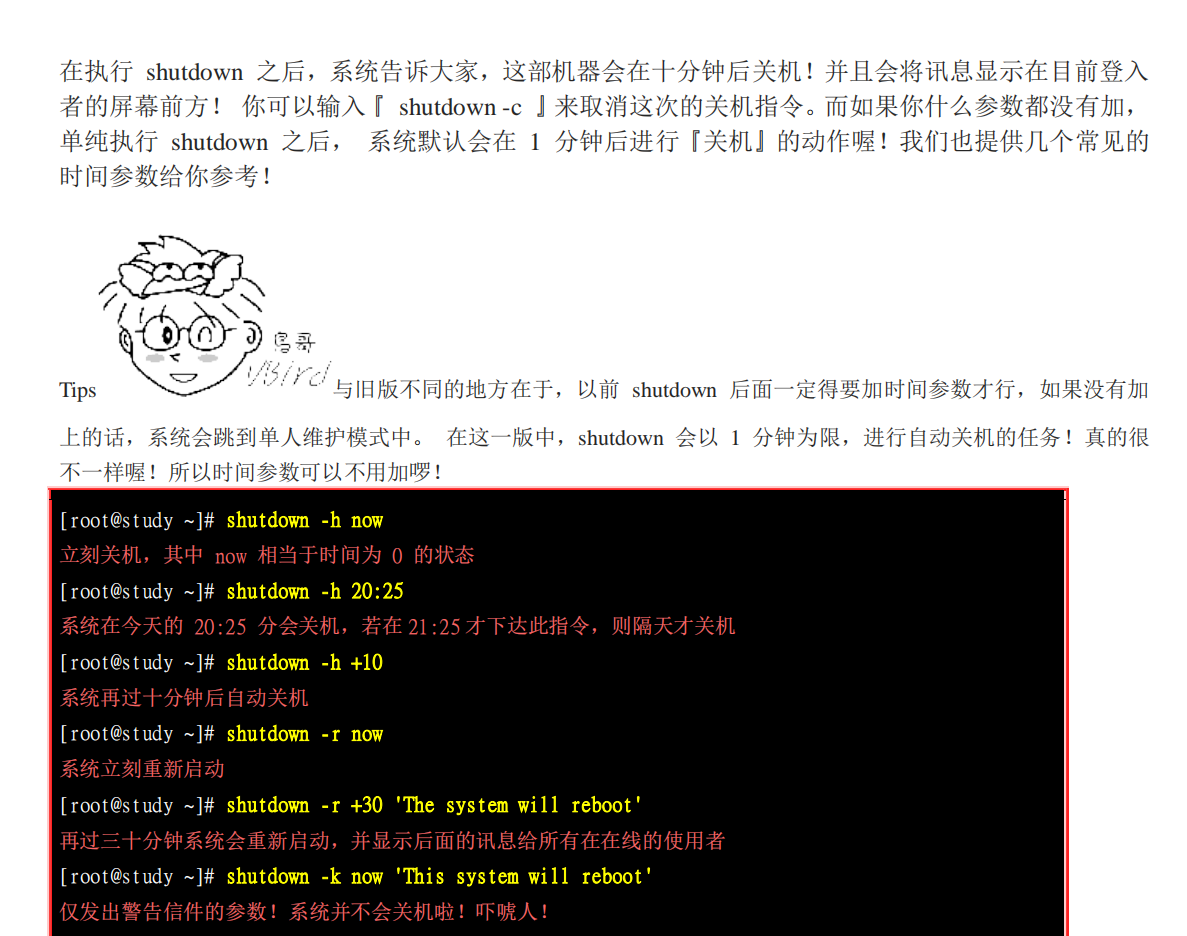 在执行 shutdown 之后，系统告诉大家，这部机器会在十分钟后关机！并且会将讯息显示在目前登入
者的屏幕前方！ 你可以输入『 shutdown -c 』来取消这次的关机指令。而如果你什么参数都没有加，
单纯执行 shutdown 之后， 系统默认会在 1 分钟后进行『关机』的动作喔！我们也提供几个常见的
时间参数给你参考！
鸟哥
VBird
Tips 与旧版不同的地方在于，以前 shutdown 后面一定得要加时间参数才行，如果没有加
上的话，系统会跳到单人维护模式中。 在这一版中，shutdown 会以 1 分钟为限，进行自动关机的任务！真的很
不一样喔！所以时间参数可以不用加啰！
[root@study ~]# shutdown -h now
立刻关机，其中 now 相当于时间为 0 的状态
[root@study ~]# shutdown -h 20:25
系统在今天的 20:25 分会关机，若在21:25才下达此指令，则隔天才关机
[root@study ~]# shutdown -h +10
系统再过十分钟后自动关机
[root@study ~]# shutdown -r now
系统立刻重新启动
[root@study ~]# shutdown -r +30 'The system will reboot'
再过三十分钟系统会重新启动，并显示后面的讯息给所有在在线的使用者
[root@study ~]# shutdown -k now 'This system will reboot'
仅发出警告信件的参数！系统并不会关机啦！吓唬人！